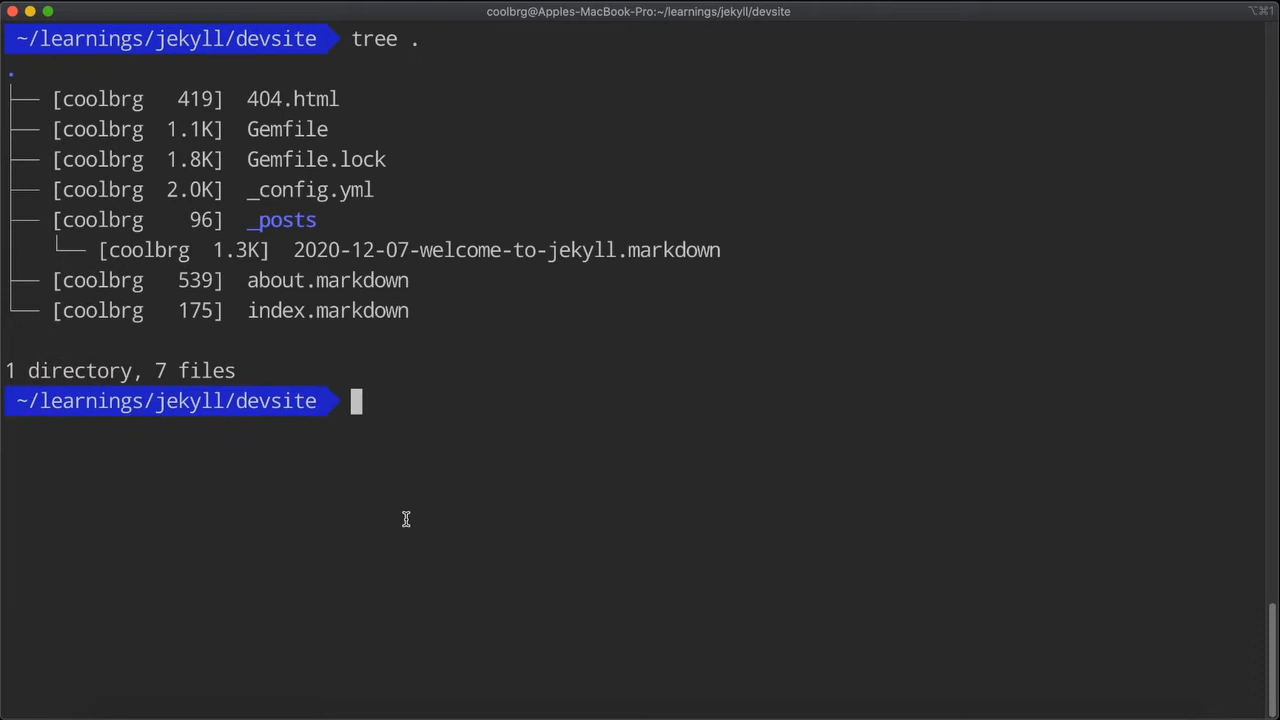 coolbrg@Apples-MacBook-Pro:~/learnings/jekyll/devsite ⌥⌘1
~/learnings/jekyll/devsite tree .
.
├── [coolbrg   419]  404.html
├── [coolbrg  1.1K]  Gemfile
├── [coolbrg  1.8K]  Gemfile.lock
├── [coolbrg  2.0K]  _config.yml
├── [coolbrg    96]  _posts
│   └── [coolbrg  1.3K]  2020-12-07-welcome-to-jekyll.markdown
├── [coolbrg   539]  about.markdown
└── [coolbrg   175]  index.markdown
1 directory, 7 files
~/learnings/jekyll/devsite